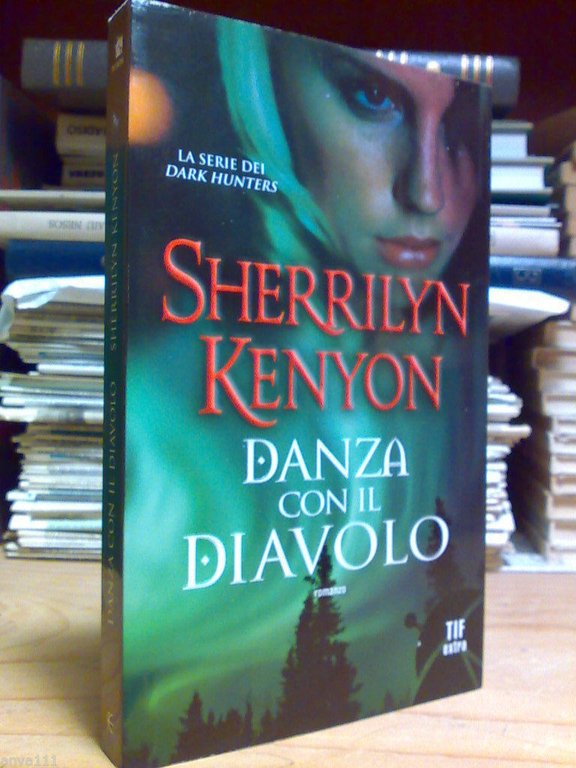 LA SERIE DEI
DARK HUNTERS
SHERRILYN
KENYON
DANZA
CON IL
DIAVOLO
romanzo
TIF
extra
DANZA CON IL DIAVOLO SHERRILYN KENYON
anve111